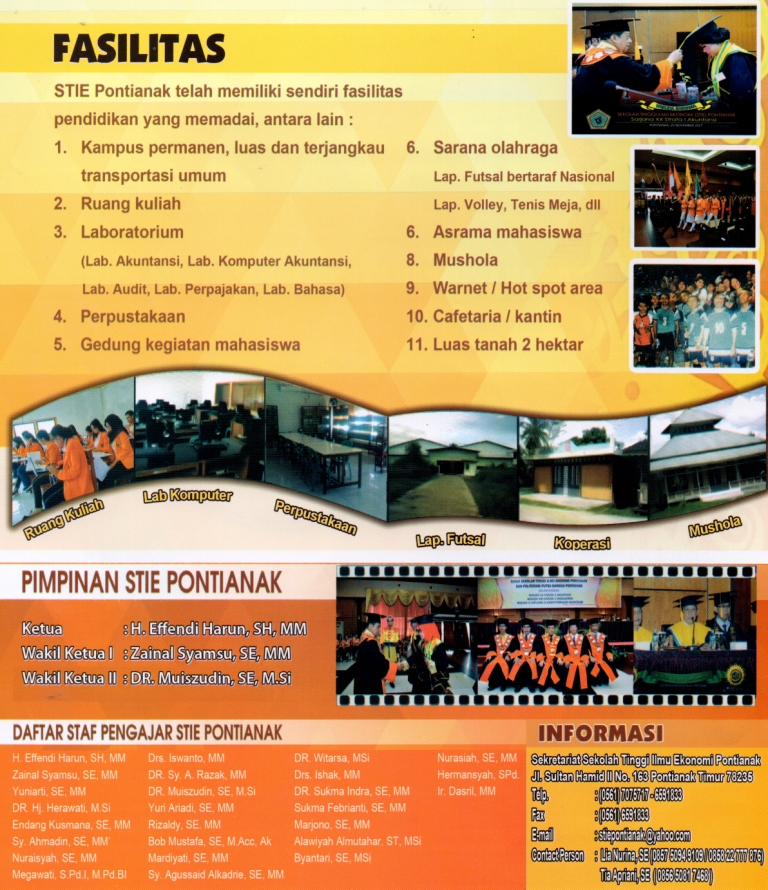 FASILITAS
STIE Pontianak telah memiliki sendiri fasilitas
pendidikan yang memadai, antara lain :
1. Kampus permanen, luas dan terjangkau
transportasi umum
2. Ruang kuliah
3. Laboratorium
(Lab. Akuntansi, Lab. Komputer Akuntansi,
Lab. Audit, Lab. Perpajakan, Lab. Bahasa)
4. Perpustakaan
5. Gedung kegiatan mahasiswa
6. Sarana olahraga
Lap. Futsal bertaraf Nasional
Lap. Volley, Tenis Meja, dll
6. Asrama mahasiswa
8. Mushola
9. Warnet / Hot spot area
10. Cafetaria / kantin
11. Luas tanah 2 hektar
Ruang Kuliah
Lab Komputer
Perpustakaan
Lap. Futsal
Koperasi
Mushola
PIMPINAN STIE PONTIANAK
Ketua : H. Effendi Harun, SH, MM
Wakil Ketua I : Zainal Syamsu, SE, MM
Wakil Ketua II : DR. Muiszudin, SE, M.Si
DAFTAR STAF PENGAJAR STIE PONTIANAK
H. Effendi Harun, SH, MM
Zainal Syamsu, SE, MM
Yuniarti, SE, MM
DR. Hj. Herawati, M.Si
Endang Kusmana, SE, MM
Sy. Ahmadin, SE, MM
Nuraisyah, SE, MM
Megawati, S.Pd.I, M.Pd.BI
Drs. Iswanto, MM
DR. Sy. A. Razak, MM
DR. Muiszudin, SE, M.Si
Yuri Ariadi, SE, MM
Rizaldy, SE, MM
Bob Mustafa, SE, M.Acc, Ak
Mardiyati, SE, MM
Sy. Agussaid Alkadrie, SE, MM
DR. Witarsa, MSi
Drs. Ishak, MM
DR. Sukma Indra, SE, MM
Sukma Febrianti, SE, MM
Marjono, SE, MM
Alawiyah Almutahar, ST, MSi
Byantari, SE, MSi
Nurasiah, SE, MM
Hermansyah, SPd.
Ir. Dasril, MM
INFORMASI
Sekretariat Sekolah Tinggi Ilmu Ekonomi Pontianak
Jl. Sultan Hamid II No. 163 Pontianak Timur 78235
Telp. : (0561) 7075717 - 6591833
Fax : (0561) 6591833
E.mail : stiepontianak@yahoo.com
Contact Person : Lia Nurina, SE (0857 5094 9109 / 0858 22 777 876)
Tia Apriani, SE (0856 5081 7468)